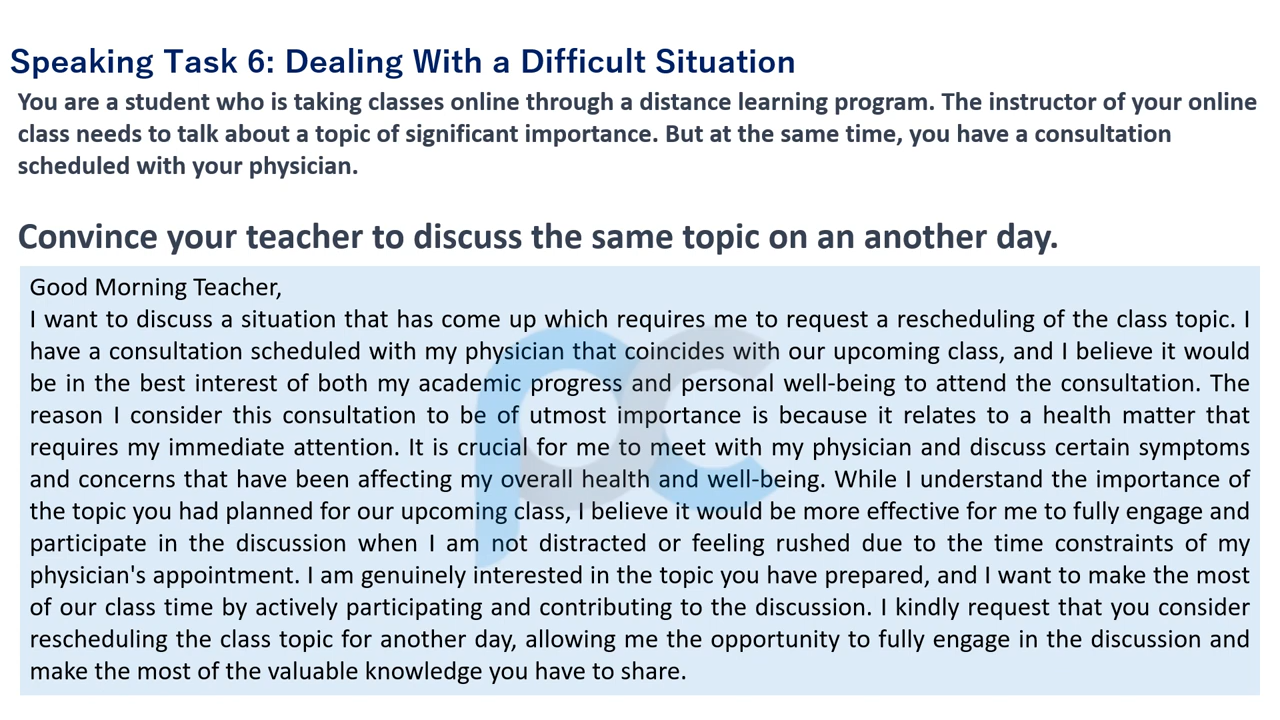 Speaking Task 6: Dealing With a Difficult Situation
You are a student who is taking classes online through a distance learning program. The instructor of your online
class needs to talk about a topic of significant importance. But at the same time, you have a consultation
scheduled with your physician.
Convince your teacher to discuss the same topic on an another day.
Good Morning Teacher,
I want to discuss a situation that has come up which requires me to request a rescheduling of the class topic. I
have a consultation scheduled with my physician that coincides with our upcoming class, and I believe it would
be in the best interest of both my academic progress and personal well-being to attend the consultation. The
reason I consider this consultation to be of utmost importance is because it relates to a health matter that
requires my immediate attention. It is crucial for me to meet with my physician and discuss certain symptoms
and concerns that have been affecting my overall health and well-being. While I understand the importance of
the topic you had planned for our upcoming class, I believe it would be more effective for me to fully engage and
participate in the discussion when I am not distracted or feeling rushed due to the time constraints of my
physician's appointment. I am genuinely interested in the topic you have prepared, and I want to make the most
of our class time by actively participating and contributing to the discussion. I kindly request that you consider
rescheduling the class topic for another day, allowing me the opportunity to fully engage in the discussion and
make the most of the valuable knowledge you have to share.